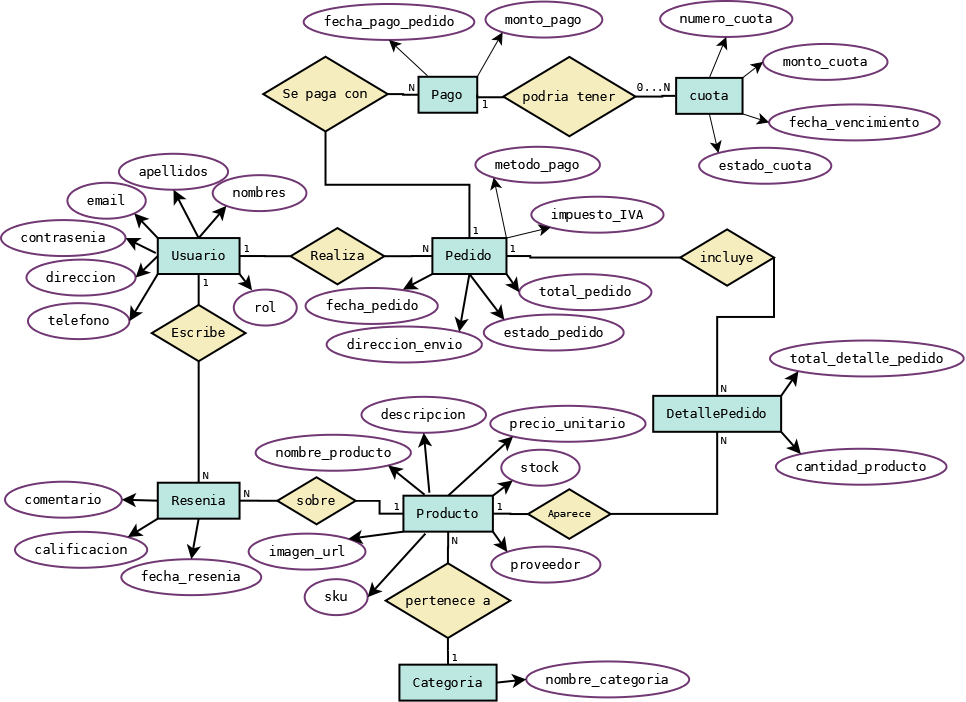 fecha_pago_pedido
monto_pago
numero_cuota
monto_cuota
Se paga con
N
Pago
1
podria tener
0...N
cuota
fecha_vencimiento
estado_cuota
metodo_pago
apellidos
nombres
email
impuesto_IVA
contrasenia
1
Usuario
1
Realiza
N
Pedido
1
incluye
direccion
1
rol
total_pedido
fecha_pedido
telefono
Escribe
direccion_envio
estado_pedido
total_detalle_pedido
N
DetallePedido
N
descripcion
precio_unitario
nombre_producto
stock
cantidad_producto
N
comentario
Resenia
N
sobre
1
Producto
1
Aparece
calificacion
imagen_url
N
proveedor
fecha_resenia
sku
pertenece a
1
Categoria
nombre_categoria